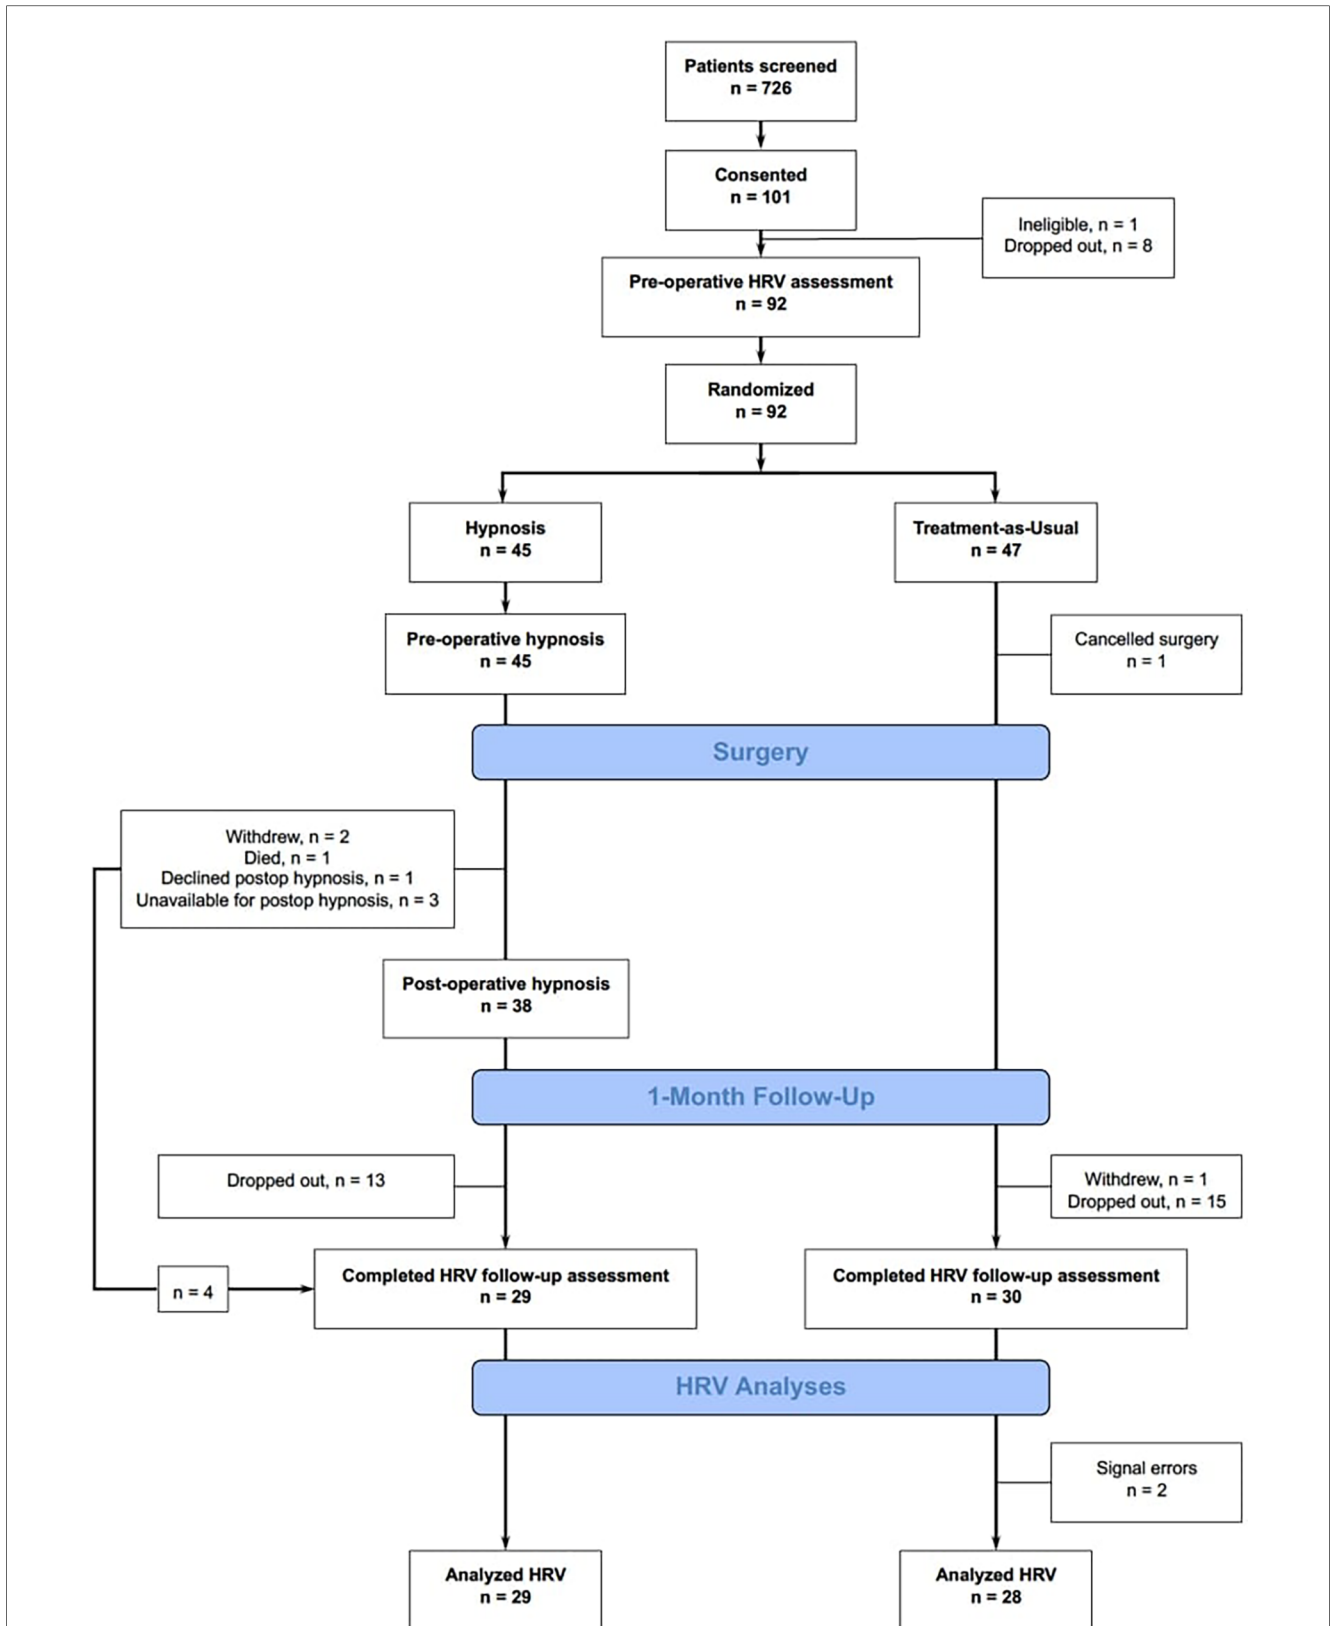 Patients screened
n = 726
Consented
n = 101
Ineligible, n = 1
Dropped out, n = 8
Pre-operative HRV assessment
n = 92
Randomized
n = 92
Hypnosis
n = 45
Treatment-as-Usual
n = 47
Pre-operative hypnosis
n = 45
Cancelled surgery
n = 1
Surgery
Withdrew, n = 2
Died, n = 1
Declined postop hypnosis, n = 1
Unavailable for postop hypnosis, n = 3
Post-operative hypnosis
n = 38
1-Month Follow-Up
Dropped out, n = 13
Withdrew, n = 1
Dropped out, n = 15
n = 4
Completed HRV follow-up assessment
n = 29
Completed HRV follow-up assessment
n = 30
HRV Analyses
Signal errors
n = 2
Analyzed HRV
n = 29
Analyzed HRV
n = 28